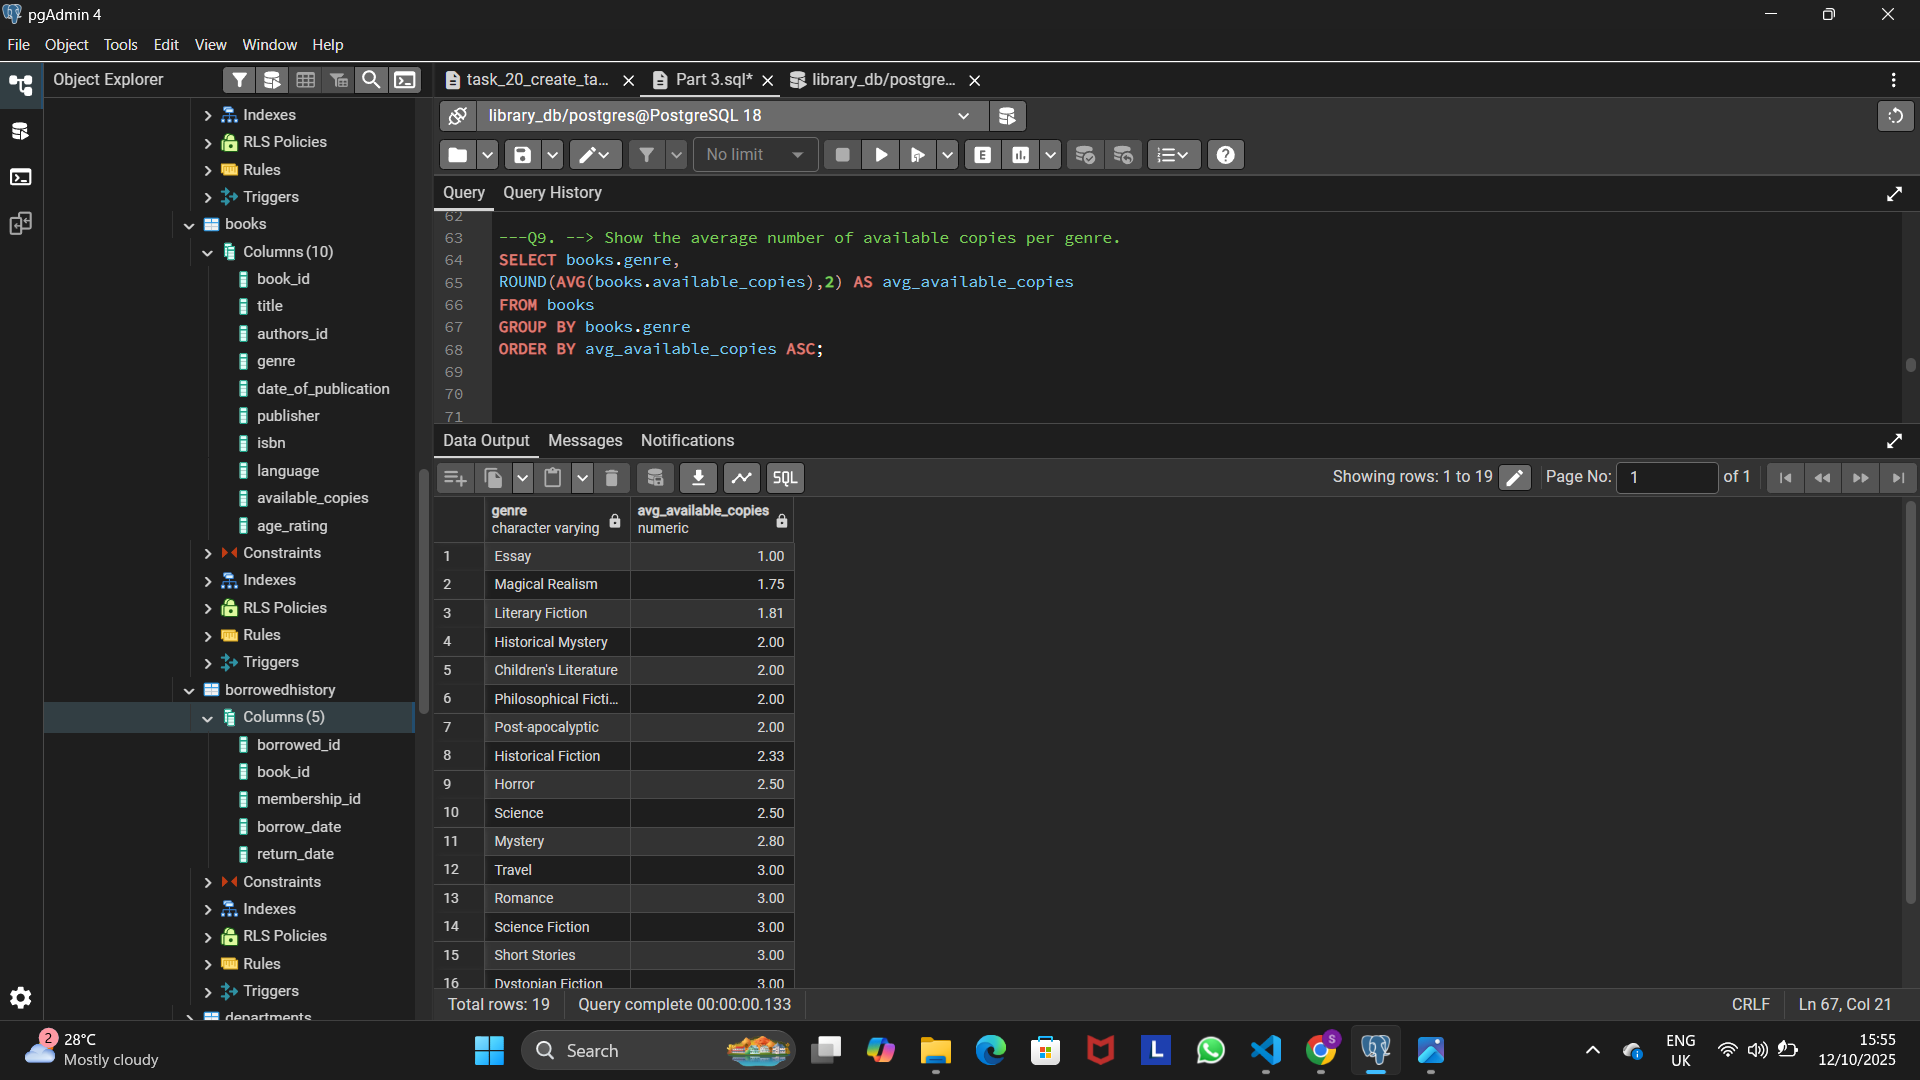 pgAdmin 4
File Object Tools Edit View Window Help
Object Explorer
task_20_create_ta...
Part 3.sql*
library_db/postgre...
library_db/postgres@PostgreSQL 18
No limit
E
Query Query History
Indexes
RLS Policies
Rules
Triggers
books
Columns (10)
book_id
title
authors_id
genre
date_of_publication
publisher
isbn
language
available_copies
age_rating
Constraints
Indexes
RLS Policies
Rules
Triggers
borrowedhistory
Columns (5)
borrowed_id
book_id
membership_id
borrow_date
return_date
Constraints
Indexes
RLS Policies
Rules
Triggers
departments
62
63 ---Q9. --> Show the average number of available copies per genre.
64 SELECT books.genre,
65 ROUND(AVG(books.available_copies),2) AS avg_available_copies
66 FROM books
67 GROUP BY books.genre
68 ORDER BY avg_available_copies ASC;
69
70
71
Data Output Messages Notifications
SQL
Showing rows: 1 to 19
Page No: 1 of 1
genre character varying
avg_available_copies numeric
1 Essay 1.00
2 Magical Realism 1.75
3 Literary Fiction 1.81
4 Historical Mystery 2.00
5 Children's Literature 2.00
6 Philosophical Ficti... 2.00
7 Post-apocalyptic 2.00
8 Historical Fiction 2.33
9 Horror 2.50
10 Science 2.50
11 Mystery 2.80
12 Travel 3.00
13 Romance 3.00
14 Science Fiction 3.00
15 Short Stories 3.00
16 Dystopian Fiction 3.00
Total rows: 19 Query complete 00:00:00.133
CRLF Ln 67, Col 21
2
28°C
Mostly cloudy
Search
L
S
ENG
UK
15:55
12/10/2025